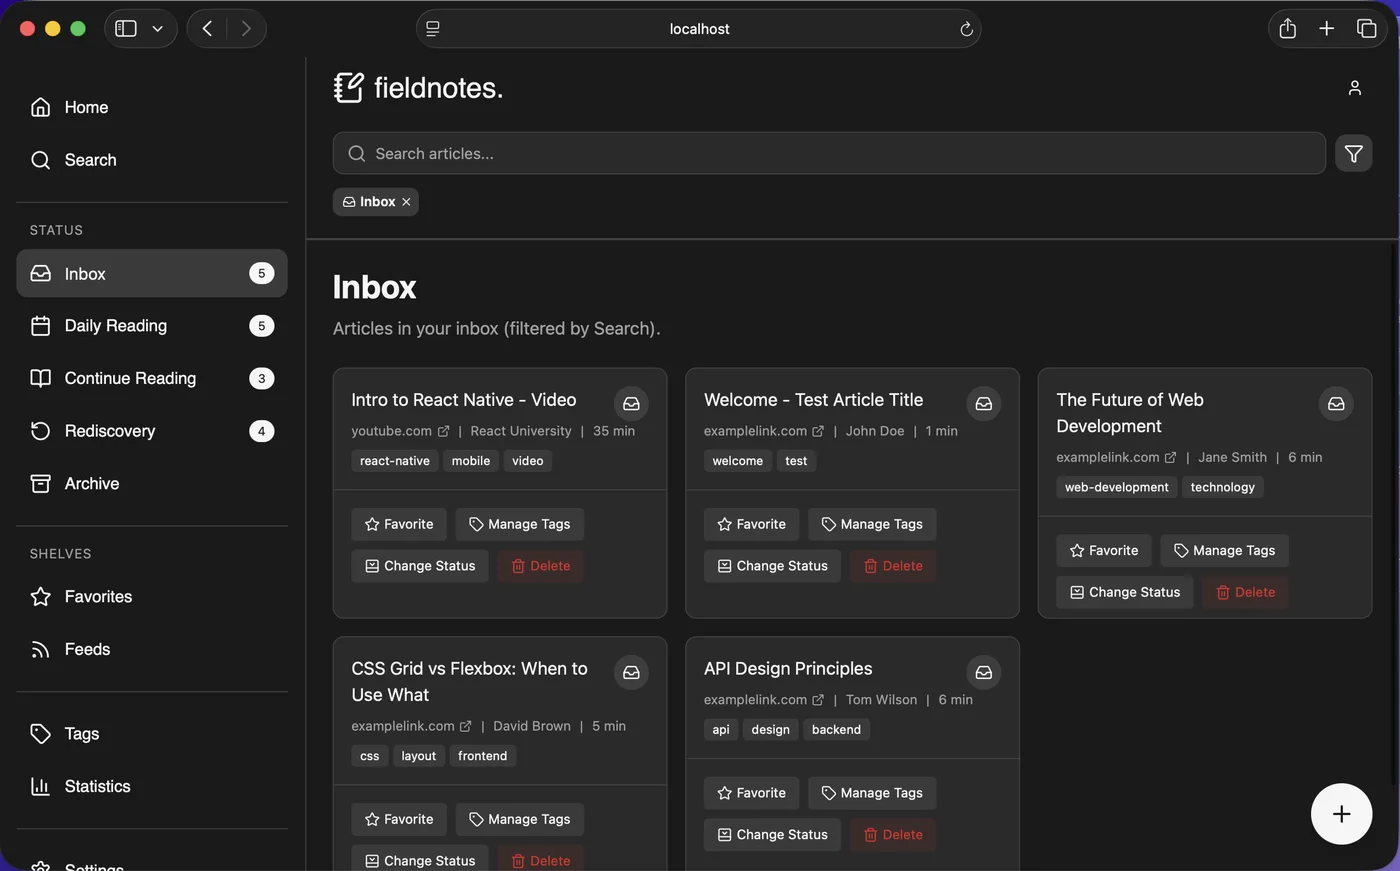 localhost
Home
Search
STATUS
Inbox 5
Daily Reading 5
Continue Reading 3
Rediscovery 4
Archive
SHELVES
Favorites
Feeds
Tags
Statistics
Settings
fieldnotes.
Search articles...
Inbox
Inbox
Articles in your inbox (filtered by Search).
Intro to React Native - Video
youtube.com | React University | 35 min
react-native mobile video
Favorite Manage Tags
Change Status Delete
Welcome - Test Article Title
examplelink.com | John Doe | 1 min
welcome test
Favorite Manage Tags
Change Status Delete
The Future of Web
Development
examplelink.com | Jane Smith | 6 min
web-development technology
Favorite Manage Tags
Change Status Delete
CSS Grid vs Flexbox: When to
Use What
examplelink.com | David Brown | 5 min
css layout frontend
Favorite Manage Tags
Change Status Delete
API Design Principles
examplelink.com | Tom Wilson | 6 min
api design backend
Favorite Manage Tags
Change Status Delete